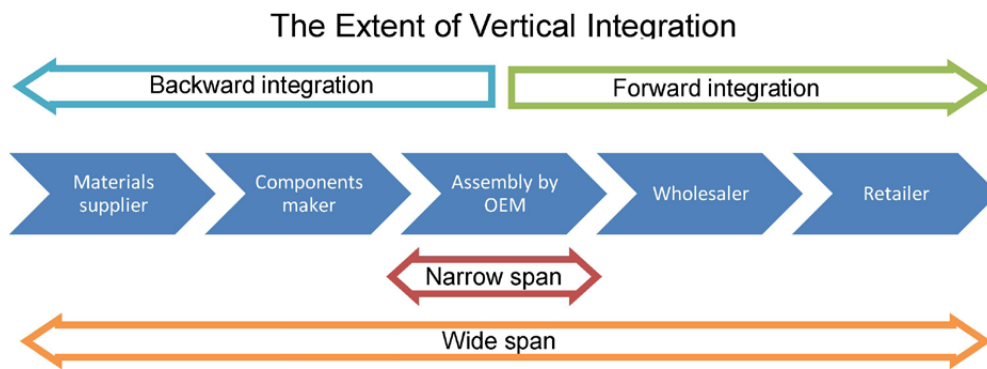 The Extent of Vertical Integration
Backward integration
Forward integration
Materials
supplier
Components
maker
Assembly by
OEM
Wholesaler
Retailer
Narrow span
Wide span